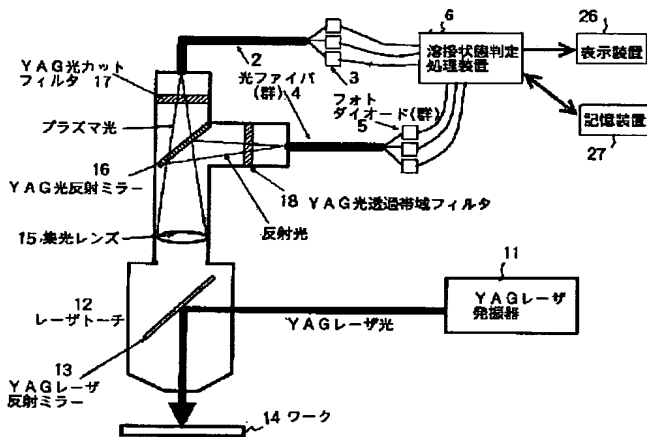 6
溶接状態判定
処理装置
26
表示装置
記憶装置
27
2
3
光ファイバ
(群) 4
フォト
ダイオード(群)
5
YAG光カット
フィルタ 17
プラズマ光
16
YAG光反射ミラー
18
YAG光透過帯域フィルタ
反射光
15 集光レンズ
12
レーザトーチ
13
YAGレーザ
反射ミラー
YAGレーザ光
11
YAGレーザ
発振器
14 ワーク